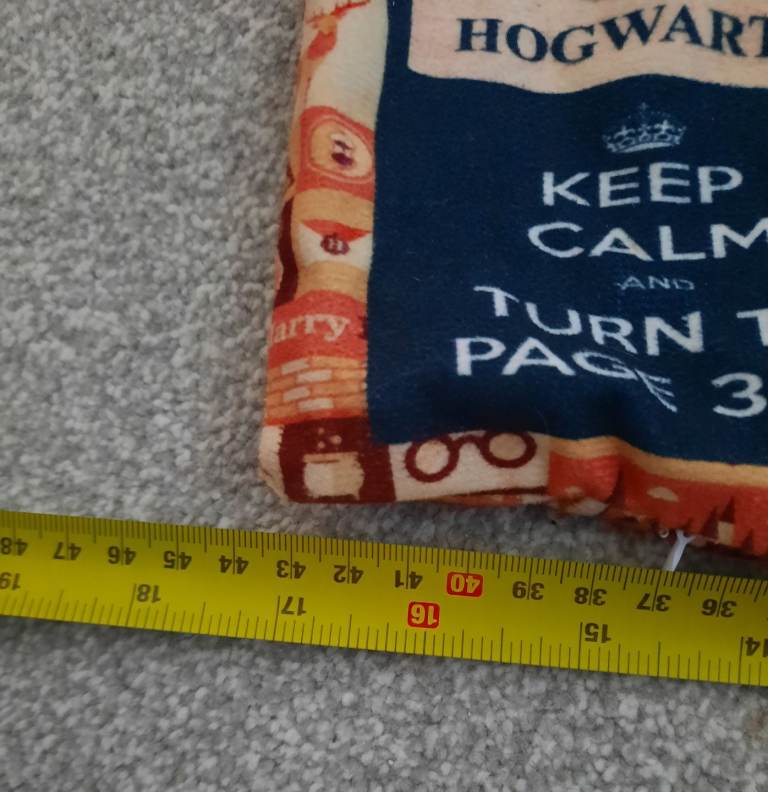 HOGWART
H
KEEP
CALM
AND
TURN T
arry
PAGE 3
48 47 46 45 44 43 42 41 40 39 38 37 36
19 18 17 16 15 14